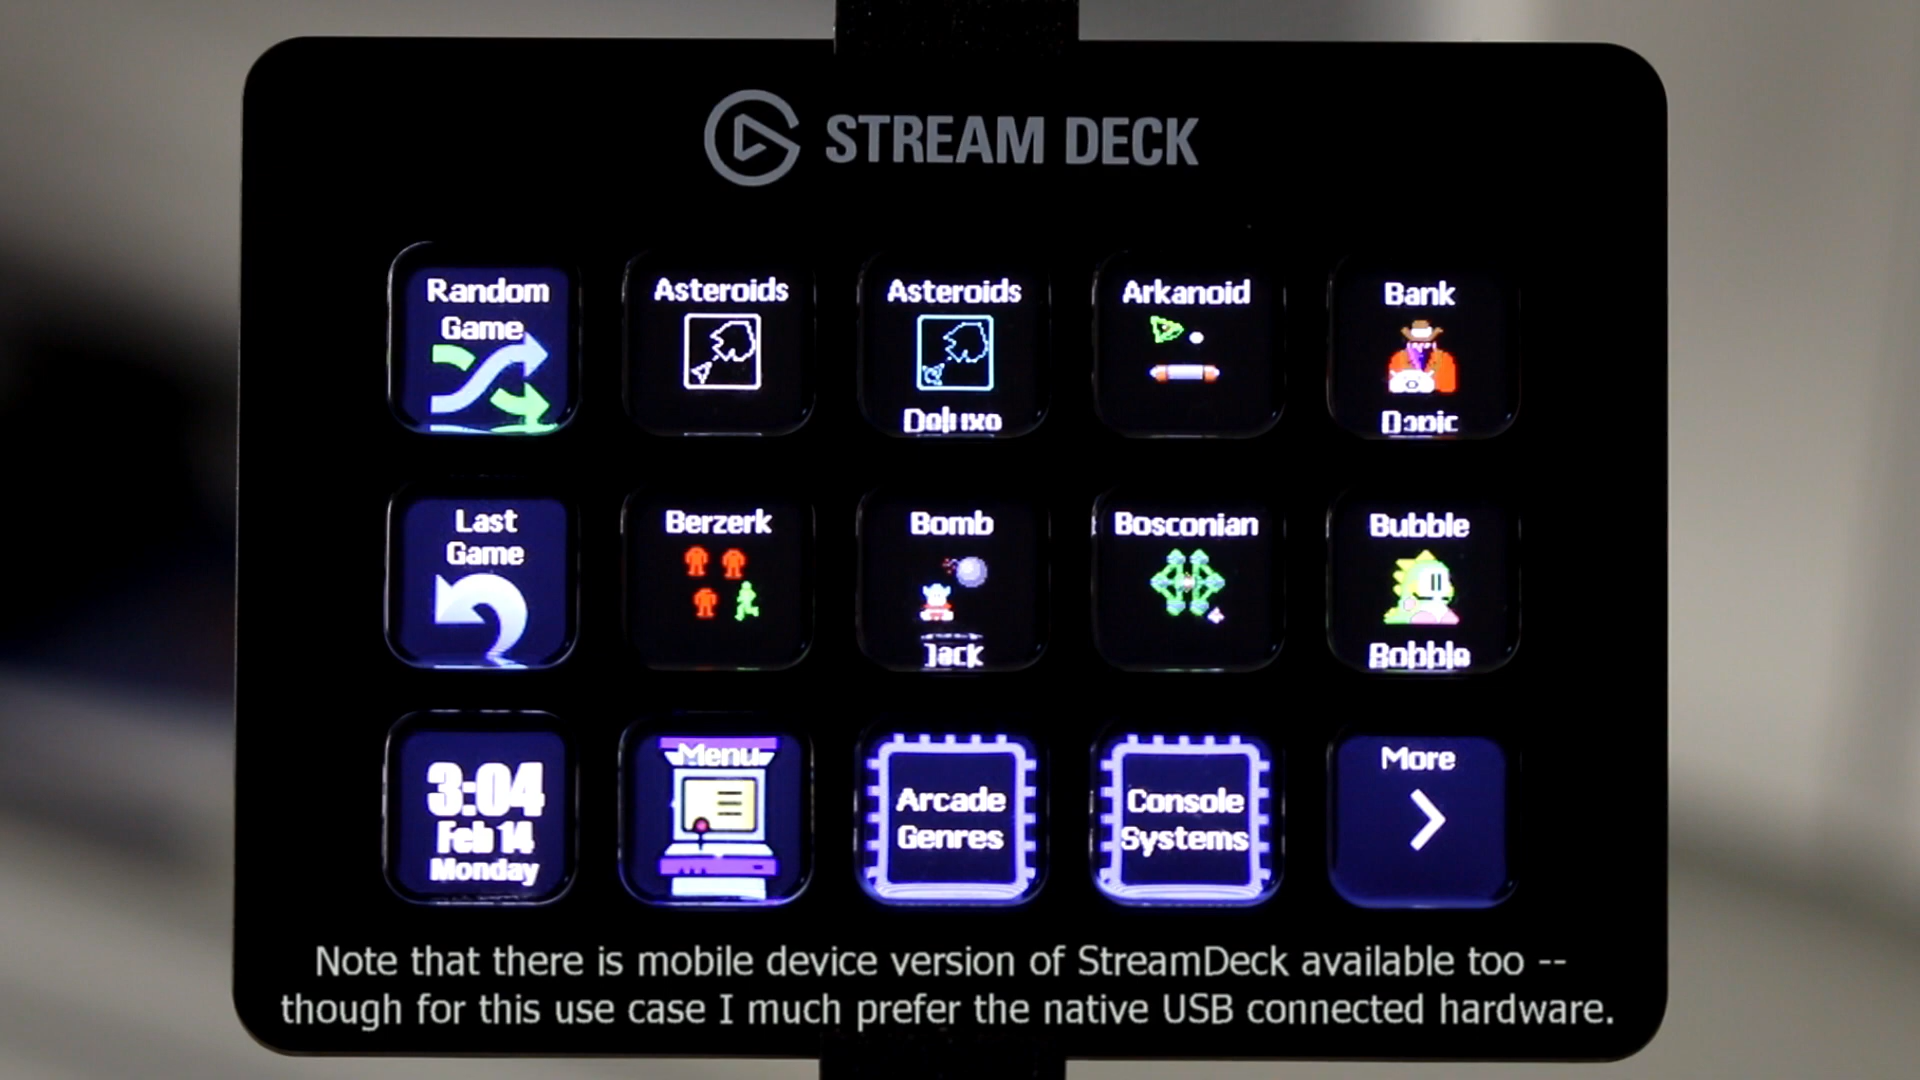 STREAM DECK
Random
Game
Asteroids
Asteroids
Deluxe
Arkanoid
Bank
Panic
Last
Game
Berzerk
Bomb
Jack
Bosconian
Bubble
Bobble
3:04
Feb 14
Monday
Menu
Arcade
Genres
Console
Systems
More
Note that there is mobile device version of StreamDeck available too --
though for this use case I much prefer the native USB connected hardware.